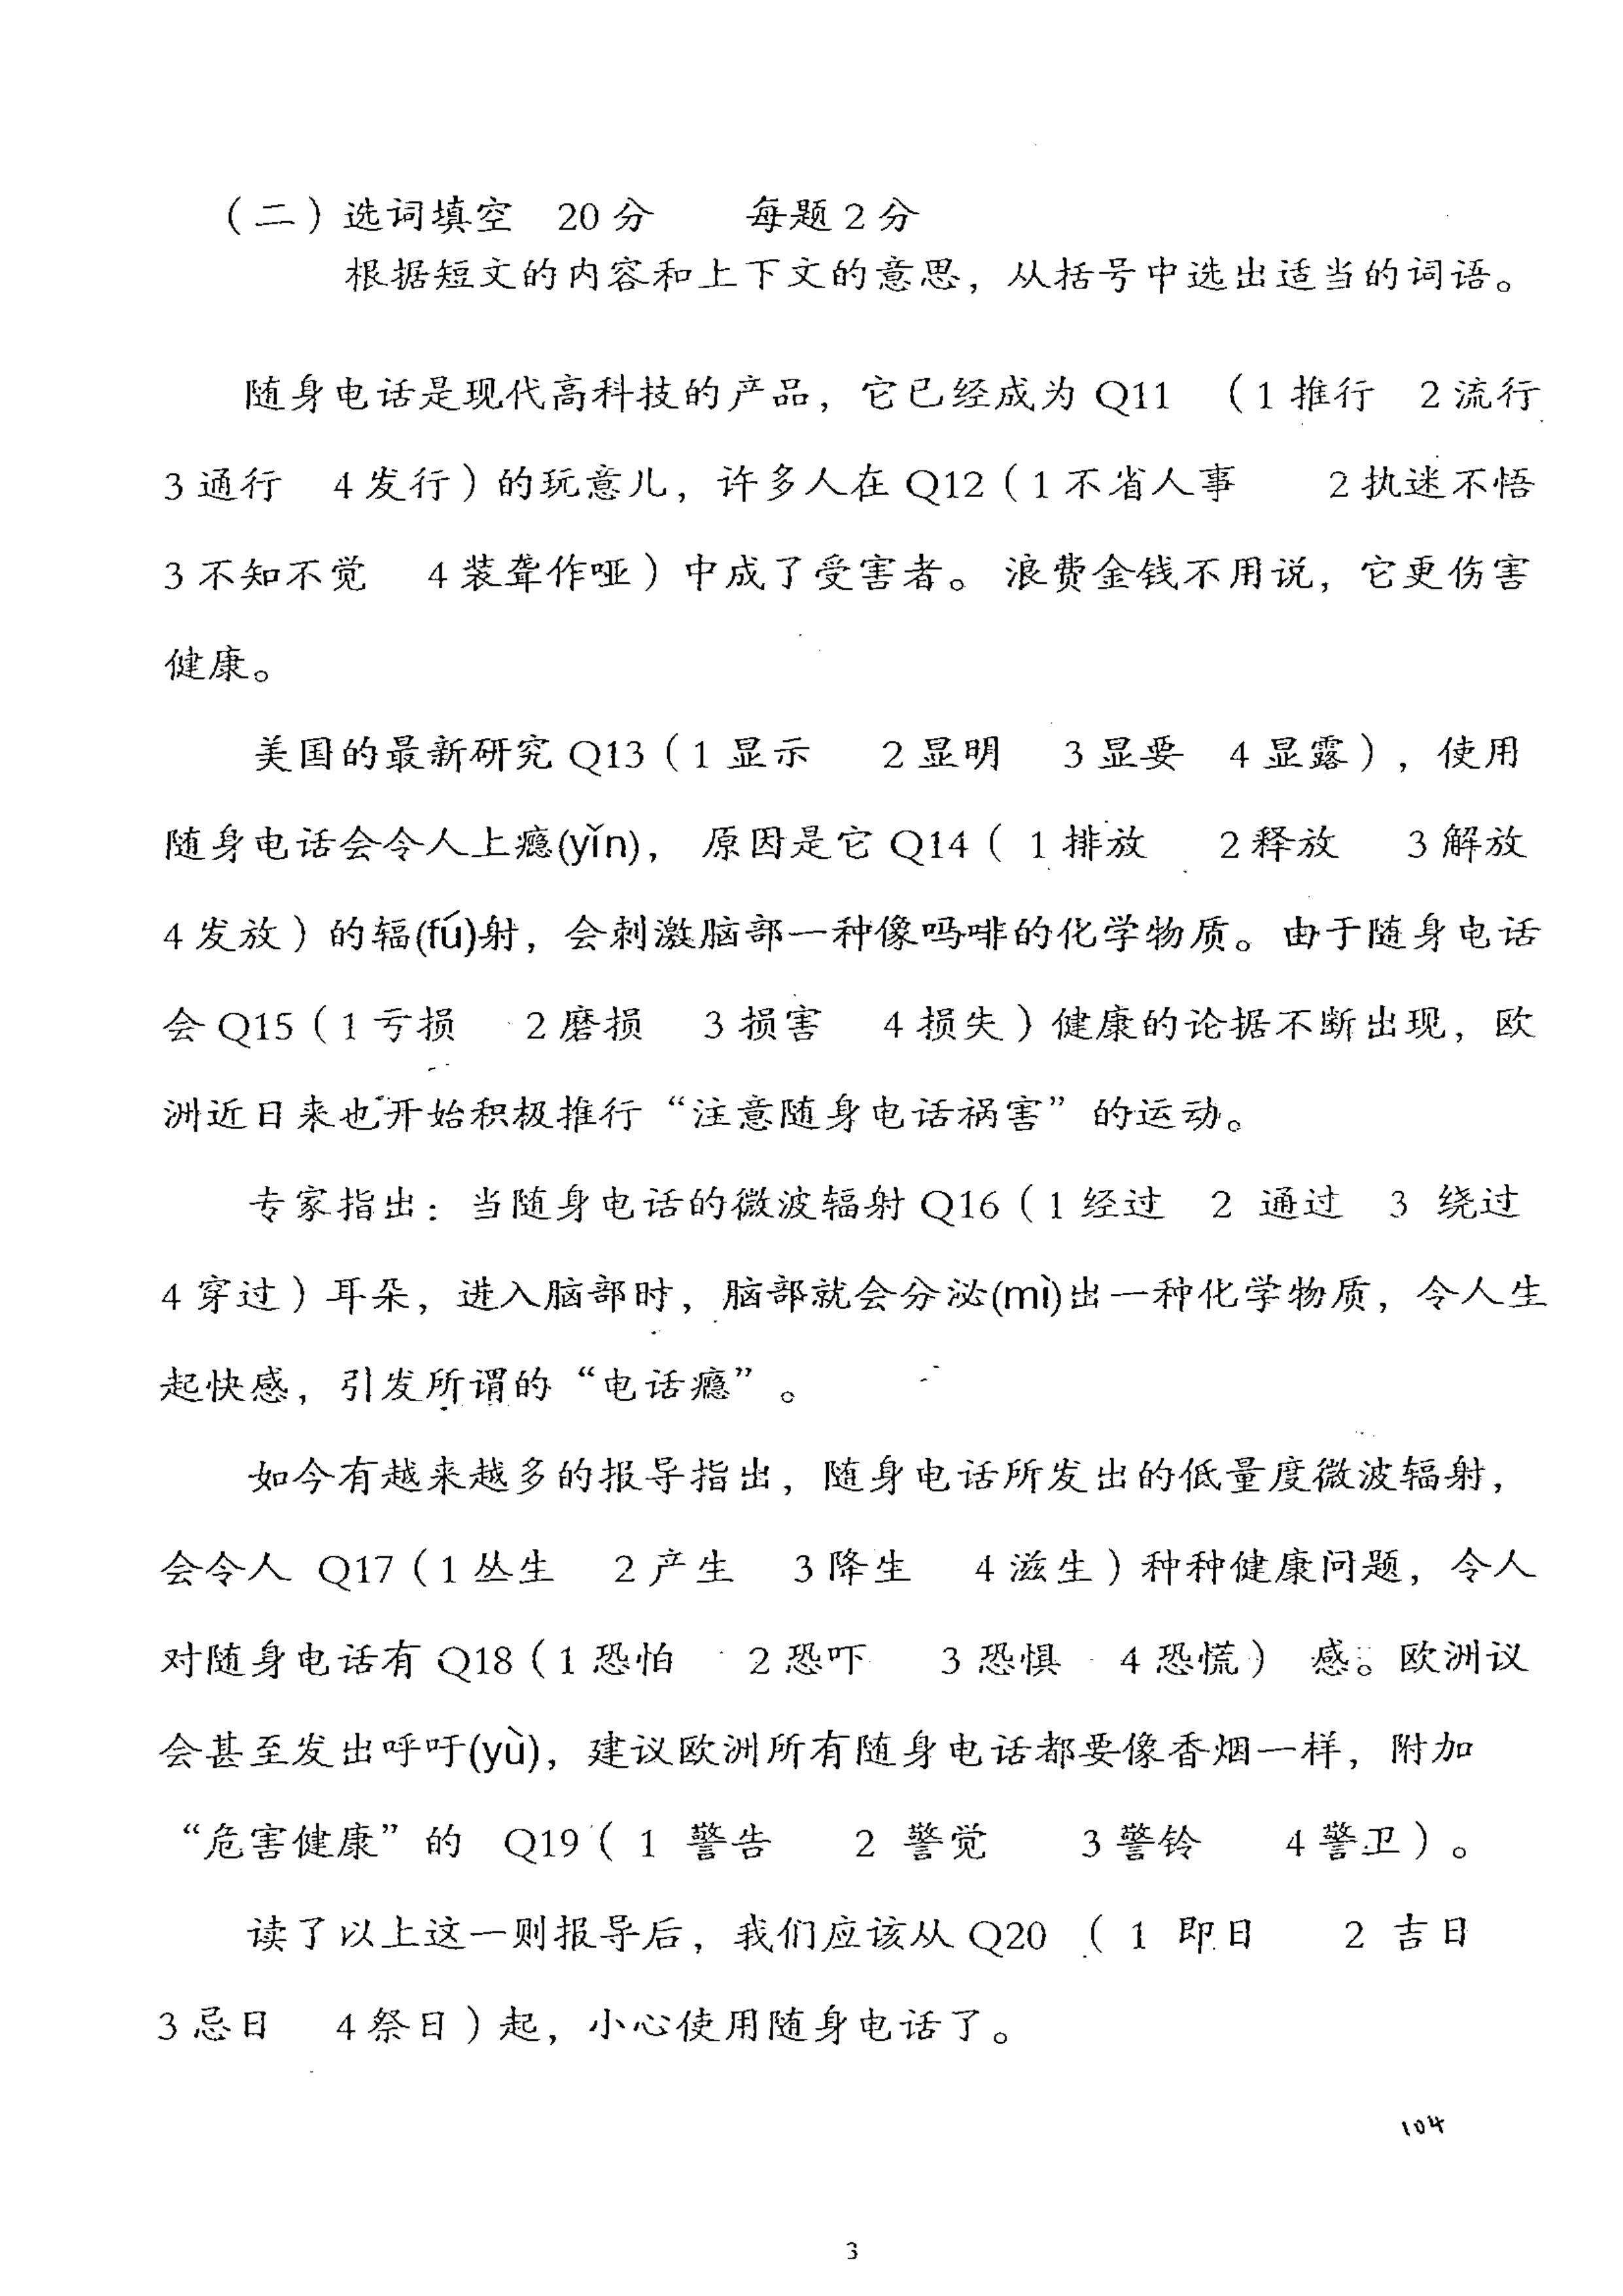 （二）选词填空 20分 每题2分
根据短文的内容和上下文的意思，从括号中选出适当的词语。
随身电话是现代高科技的产品，它已经成为 Q11 （1 推行 2 流行
3 通行 4 发行）的玩意儿，许多人在 Q12（1 不省人事 2 执迷不悟
3 不知不觉 4 装聋作哑）中成了受害者。浪费金钱不用说，它更伤害
健康。
美国的最新研究 Q13（1 显示 2 显明 3 显要 4 显露），使用
随身电话会令人上瘾(yǐn)，原因是它 Q14（ 1 排放 2 释放 3 解放
4 发放）的辐(fú)射，会刺激脑部一种像吗啡的化学物质。由于随身电话
会 Q15（1 亏损 2 磨损 3 损害 4 损失）健康的论据不断出现，欧
洲近日来也开始积极推行“注意随身电话祸害”的运动。
专家指出：当随身电话的微波辐射 Q16（1 经过 2 通过 3 绕过
4 穿过）耳朵，进入脑部时，脑部就会分泌(mì)出一种化学物质，令人生
起快感，引发所谓的“电话瘾”。
如今有越来越多的报导指出，随身电话所发出的低量度微波辐射，
会令人 Q17（1 丛生 2 产生 3 降生 4 滋生）种种健康问题，令人
对随身电话有 Q18（1 恐怕 2 恐吓 3 恐惧 4 恐慌） 感。欧洲议
会甚至发出呼吁(yù)，建议欧洲所有随身电话都要像香烟一样，附加
“危害健康”的 Q19（ 1 警告 2 警觉 3 警铃 4 警卫）。
读了以上这一则报导后，我们应该从 Q20 （ 1 即日 2 吉日
3 忌日 4 祭日）起，小心使用随身电话了。
104
3